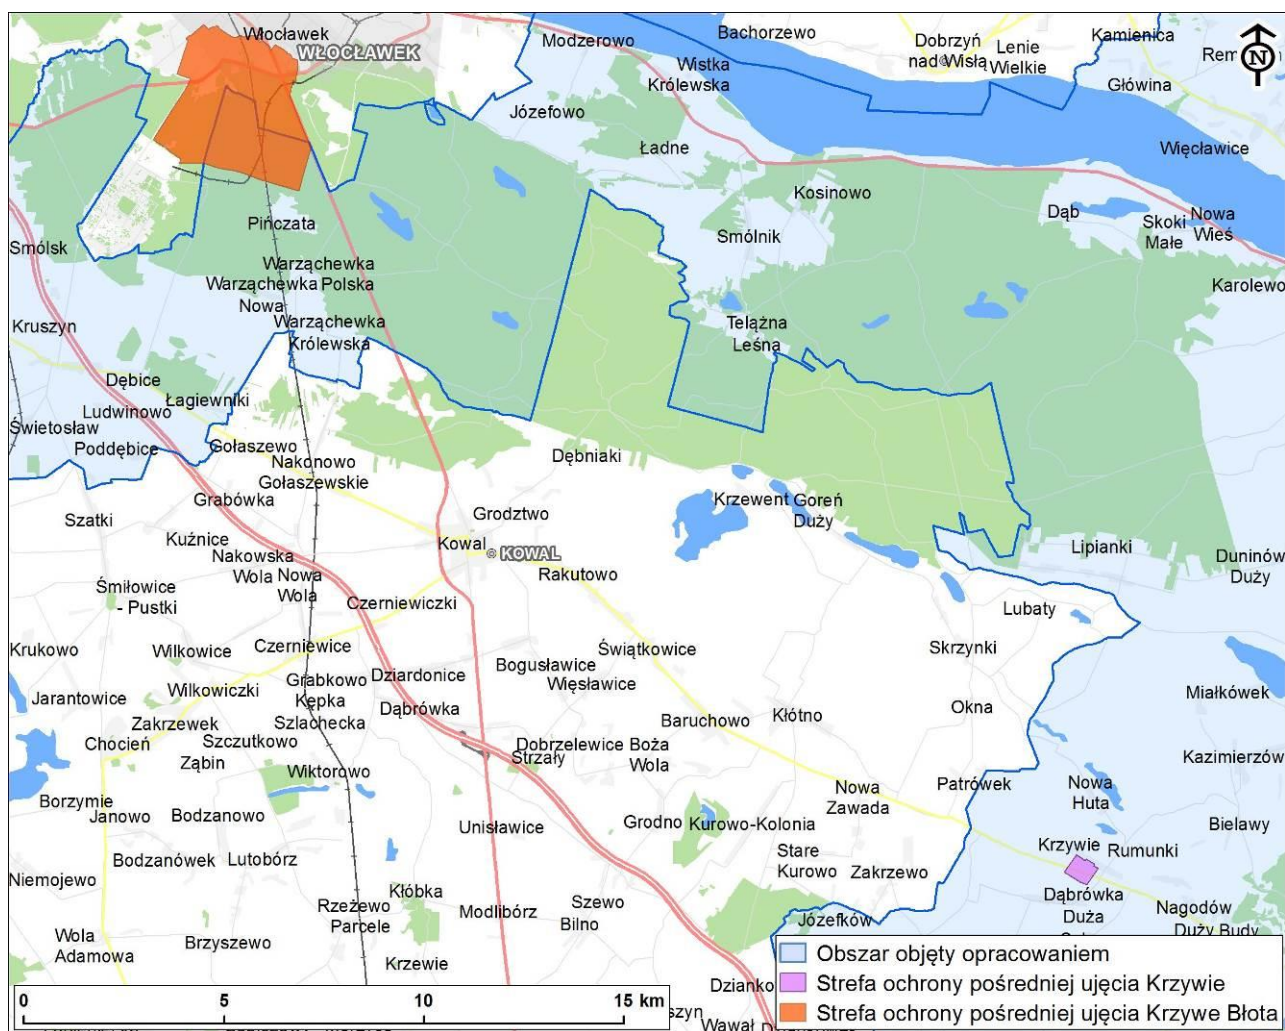 Włocławek
WŁOCŁAWEK
Modzerowo
Bachorzewo
Dobrzyń
nad Wisłą
Lenie
Wielkie
Kamienica
N
Wistka
Królewska
Główina
Józefowo
Ładne
Więcławice
Kosinowo
Pińczata
Smólnik
Dąb
Skoki
Małe
Nowa
Wieś
Smólsk
Warząchewka
Polska
Warząchewka
Nowa
Karolewo
Kruszyn
Warząchewka
Królewska
Telążna
Leśna
Dębice
Łagiewniki
Ludwinowo
Świetosław
Poddębice
Gołaszewo
Nakonowo
Gołaszewskie
Dębniaki
Grabówka
Krzewent
Goreń
Duży
Szatki
Grodztwo
Kuźnice
Kowal
KOWAL
Lipianki
Nakowska
Wola
Nowa
Wola
Rakutowo
Duninów
Duży
Śmiłowice
- Pustki
Czerniewiczki
Lubaty
Krukowo
Wilkowice
Czerniewice
Świątkowice
Skrzynki
Bogusławice
Grabkowo
Dziardonice
Więsławice
Jarantowice
Wilkowiczki
Kępka
Szlachecka
Dąbrówka
Miałkówek
Okna
Zakrzewek
Baruchowo
Kłótno
Chocień
Szczutkowo
Dobrzelewice
Boża
Wola
Ząbin
Strzały
Kazimierzów
Wiktorowo
Patrówek
Nowa
Huta
Nowa
Zawada
Borzymie
Janowo
Bodzanowo
Unisławice
Grodno
Kurowo-Kolonia
Bielawy
Krzywie
Rumunki
Bodzanówek
Lutobórz
Stare
Kurowo
Zakrzewo
Niemojewo
Kłóbka
Dąbrówka
Duża
Rzeżewo
Parcele
Modlibórz
Szewo
Bilno
Józefków
Nagodów
Duży Budy
Wola
Adamowa
Brzyszewo
Krzewie
Dzianko
Wawał
0 5 10 15 km
Obszar objęty opracowaniem
Strefa ochrony pośredniej ujęcia Krzywie
Strefa ochrony pośredniej ujęcia Krzywe Błota